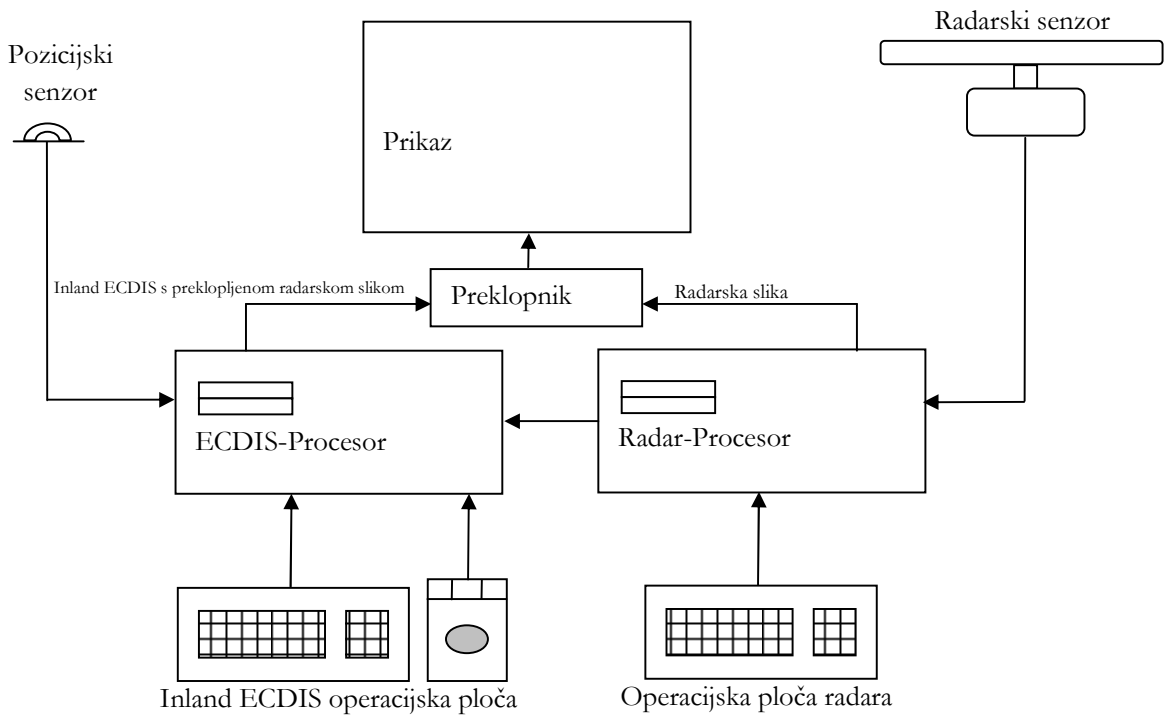 Radarski senzor
Pozicijski
senzor
Prikaz
Inland ECDIS s preklopljenom radarskom slikom
Preklopnik
Radarska slika
ECDIS-Procesor
Radar-Procesor
Inland ECDIS operacijska ploča
Operacijska ploča radara